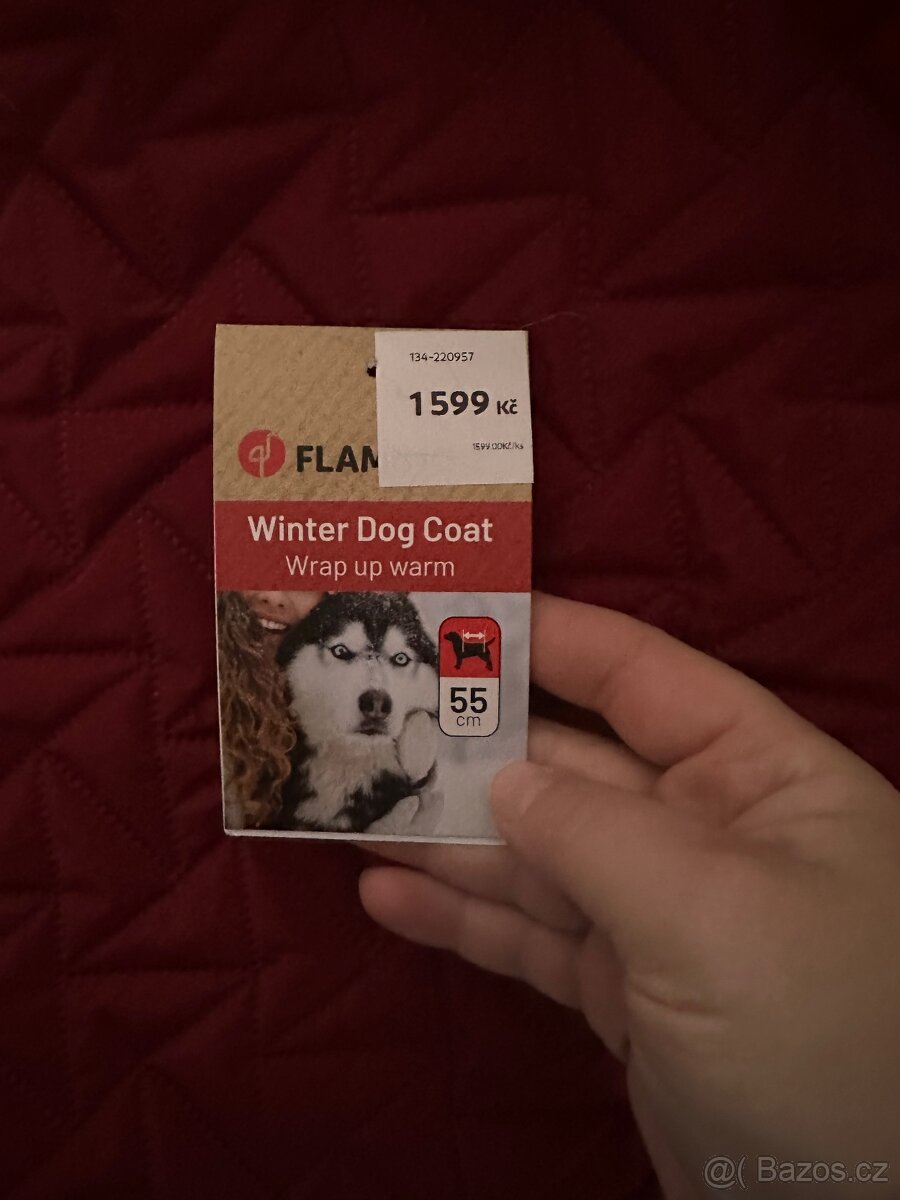 134-220957
1599 Kč
1599.00Kč/ks
FLAM
Winter Dog Coat
Wrap up warm
55
cm
@( Bazos.cz